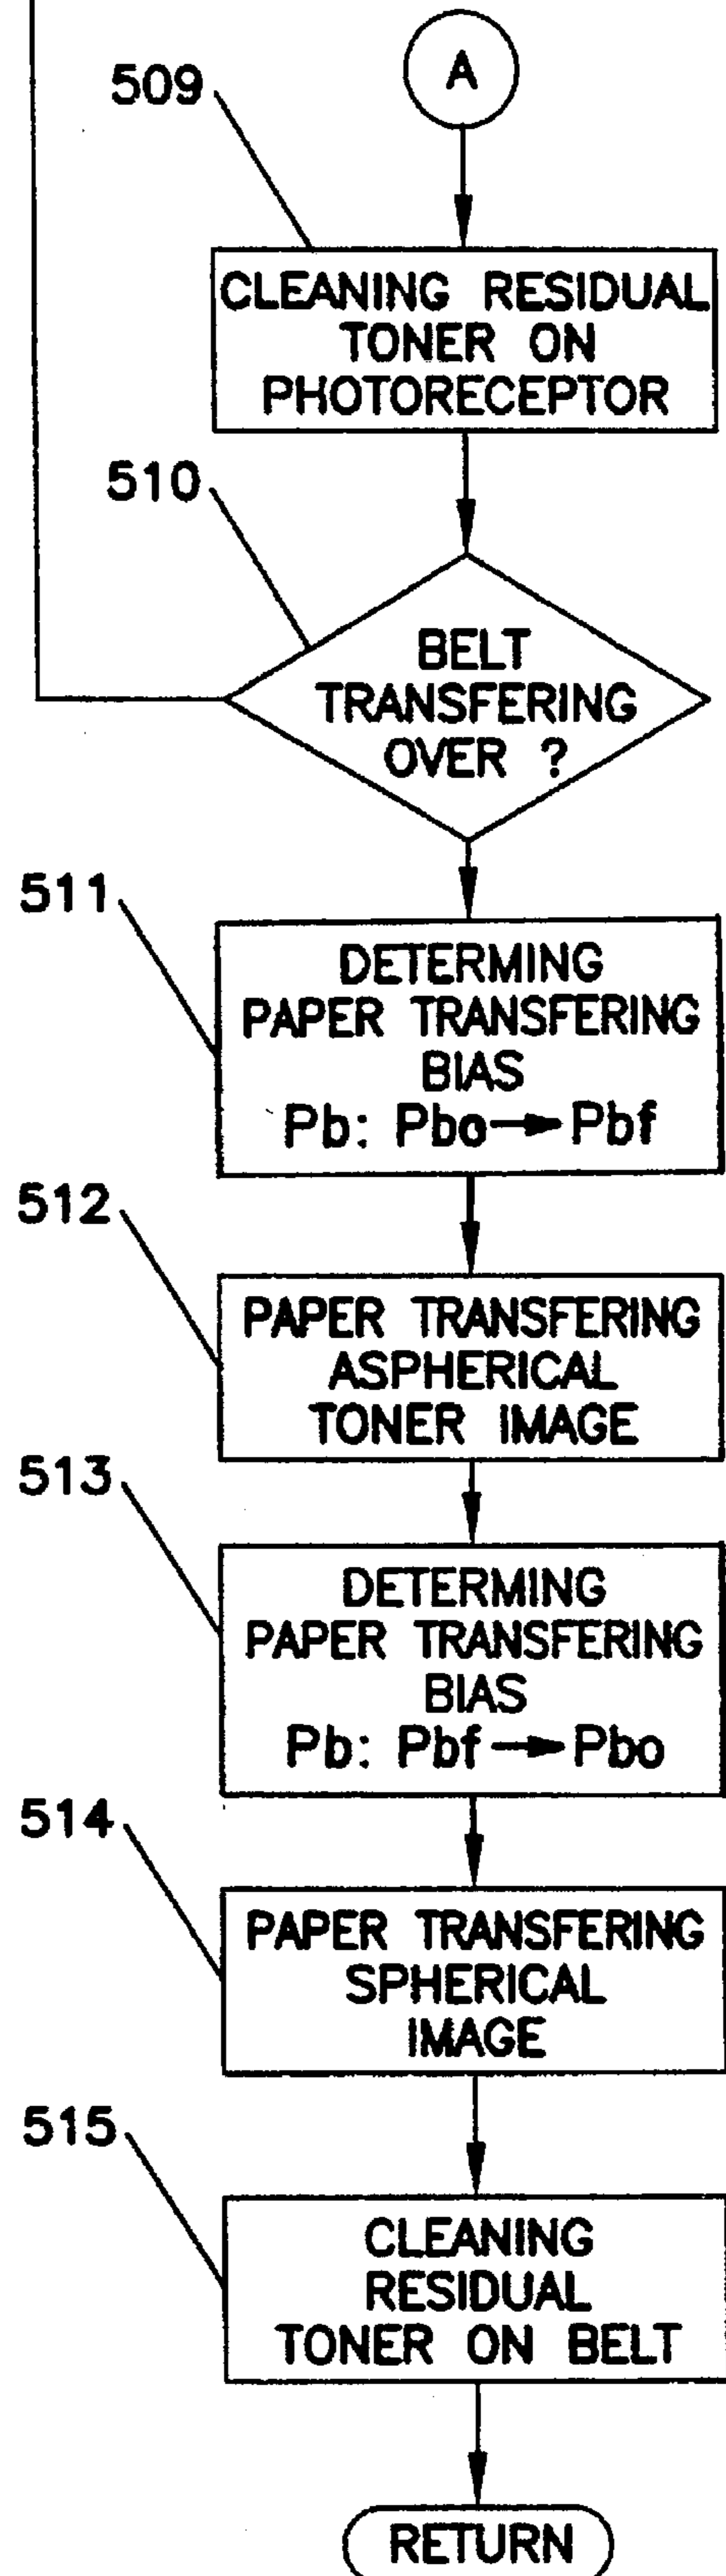 A
509
CLEANING RESIDUAL
TONER ON
PHOTORECEPTOR
510
BELT
TRANSFERING
OVER ?
511
DETERMING
PAPER TRANSFERING
BIAS
Pb: Pbo→Pbf
512
PAPER TRANSFERING
ASPHERICAL
TONER IMAGE
513
DETERMING
PAPER TRANSFERING
BIAS
Pb: Pbf→Pbo
514
PAPER TRANSFERING
SPHERICAL
IMAGE
515
CLEANING
RESIDUAL
TONER ON BELT
RETURN